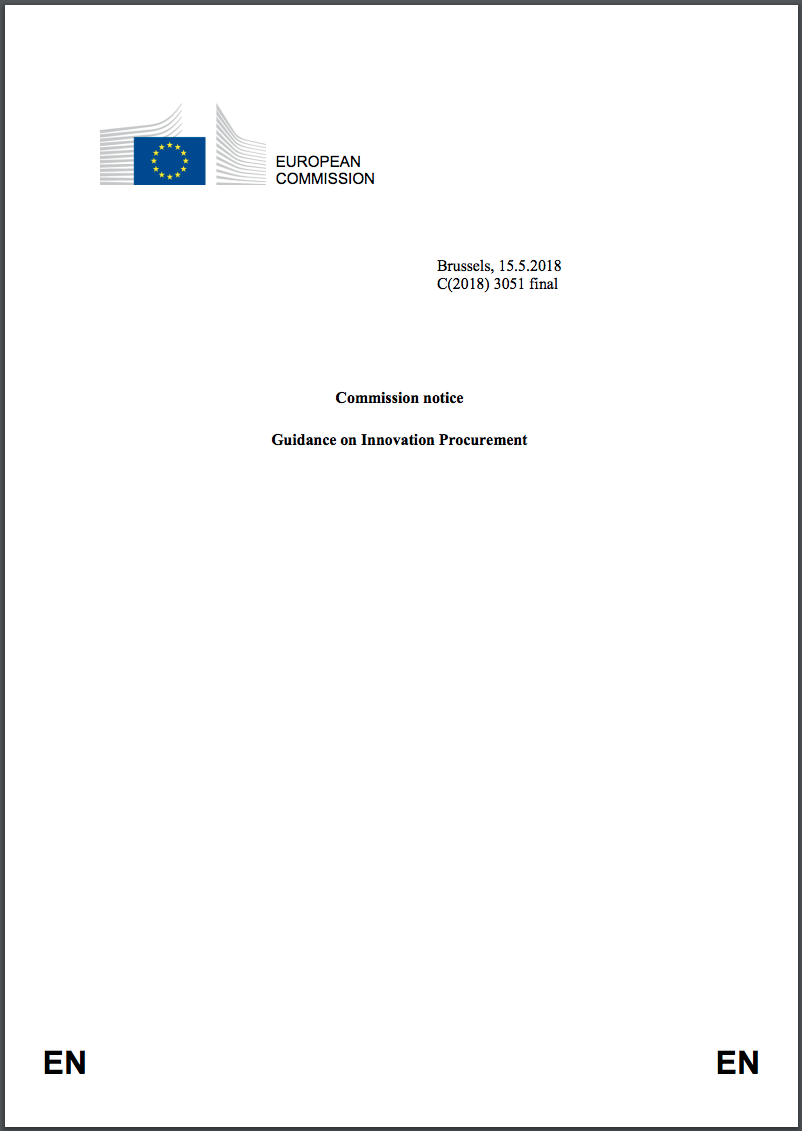 EUROPEAN
COMMISSION
Brussels, 15.5.2018
C(2018) 3051 final
Commission notice
Guidance on Innovation Procurement
EN
EN